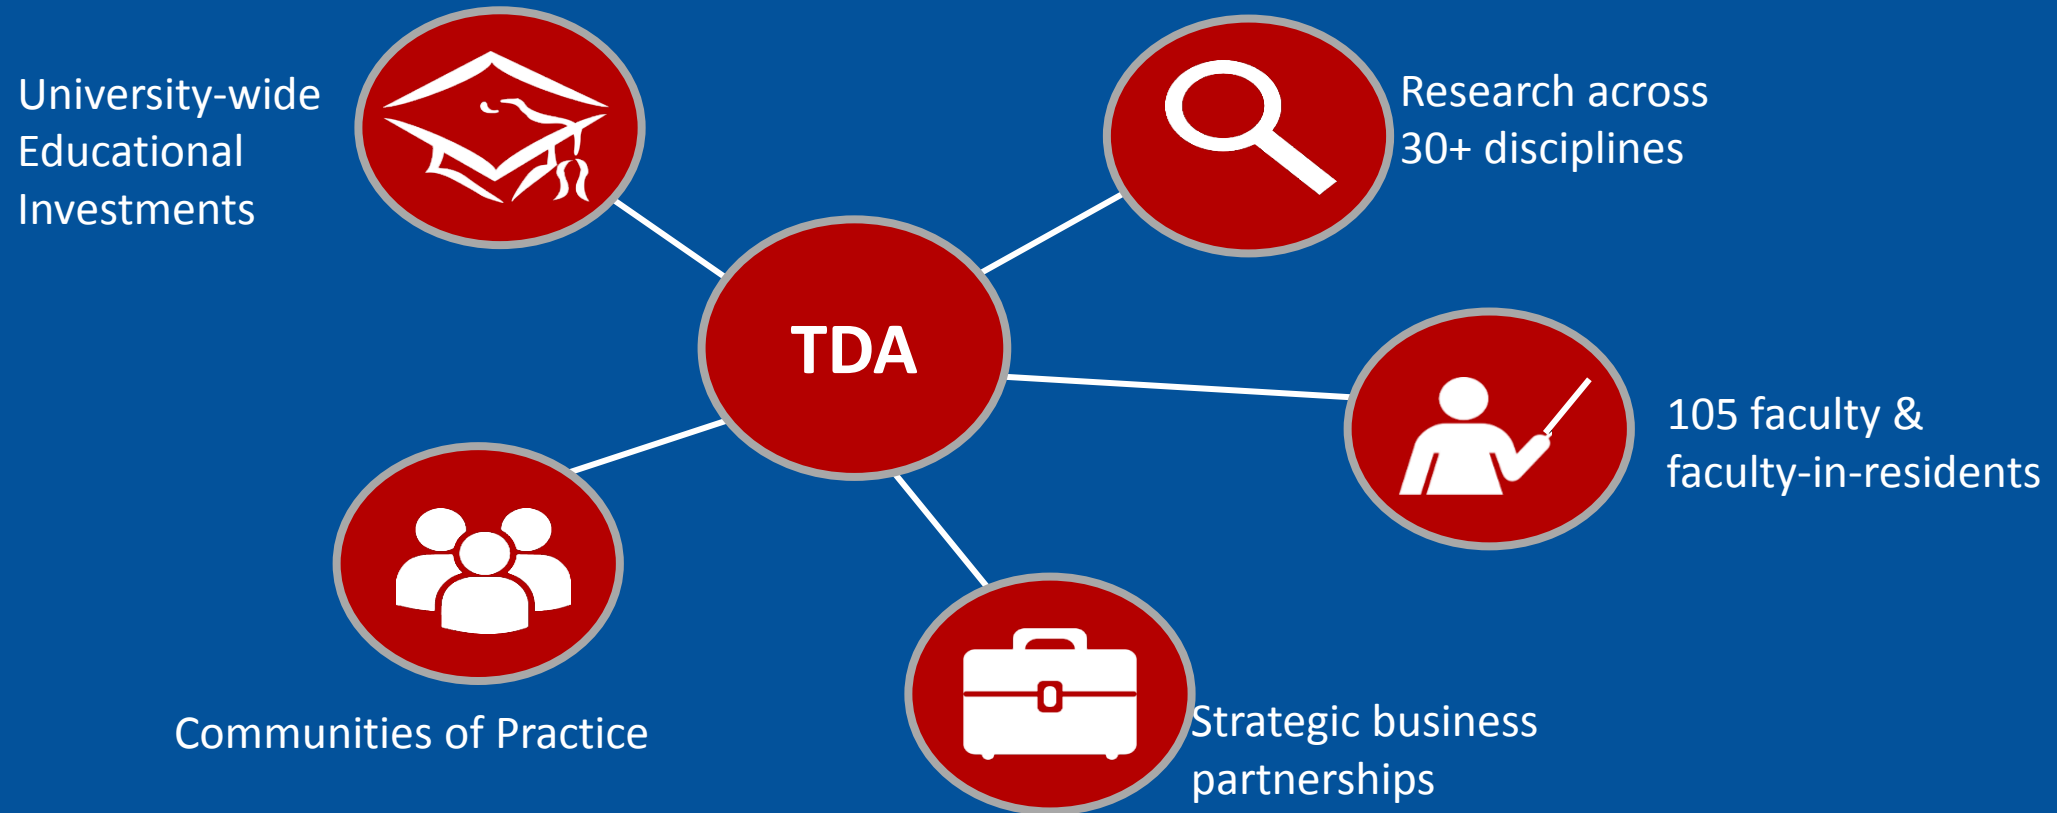 University-wide
Educational
Investments
Research across
30+ disciplines
TDA
105 faculty &
faculty-in-residents
Communities of Practice
Strategic business
partnerships